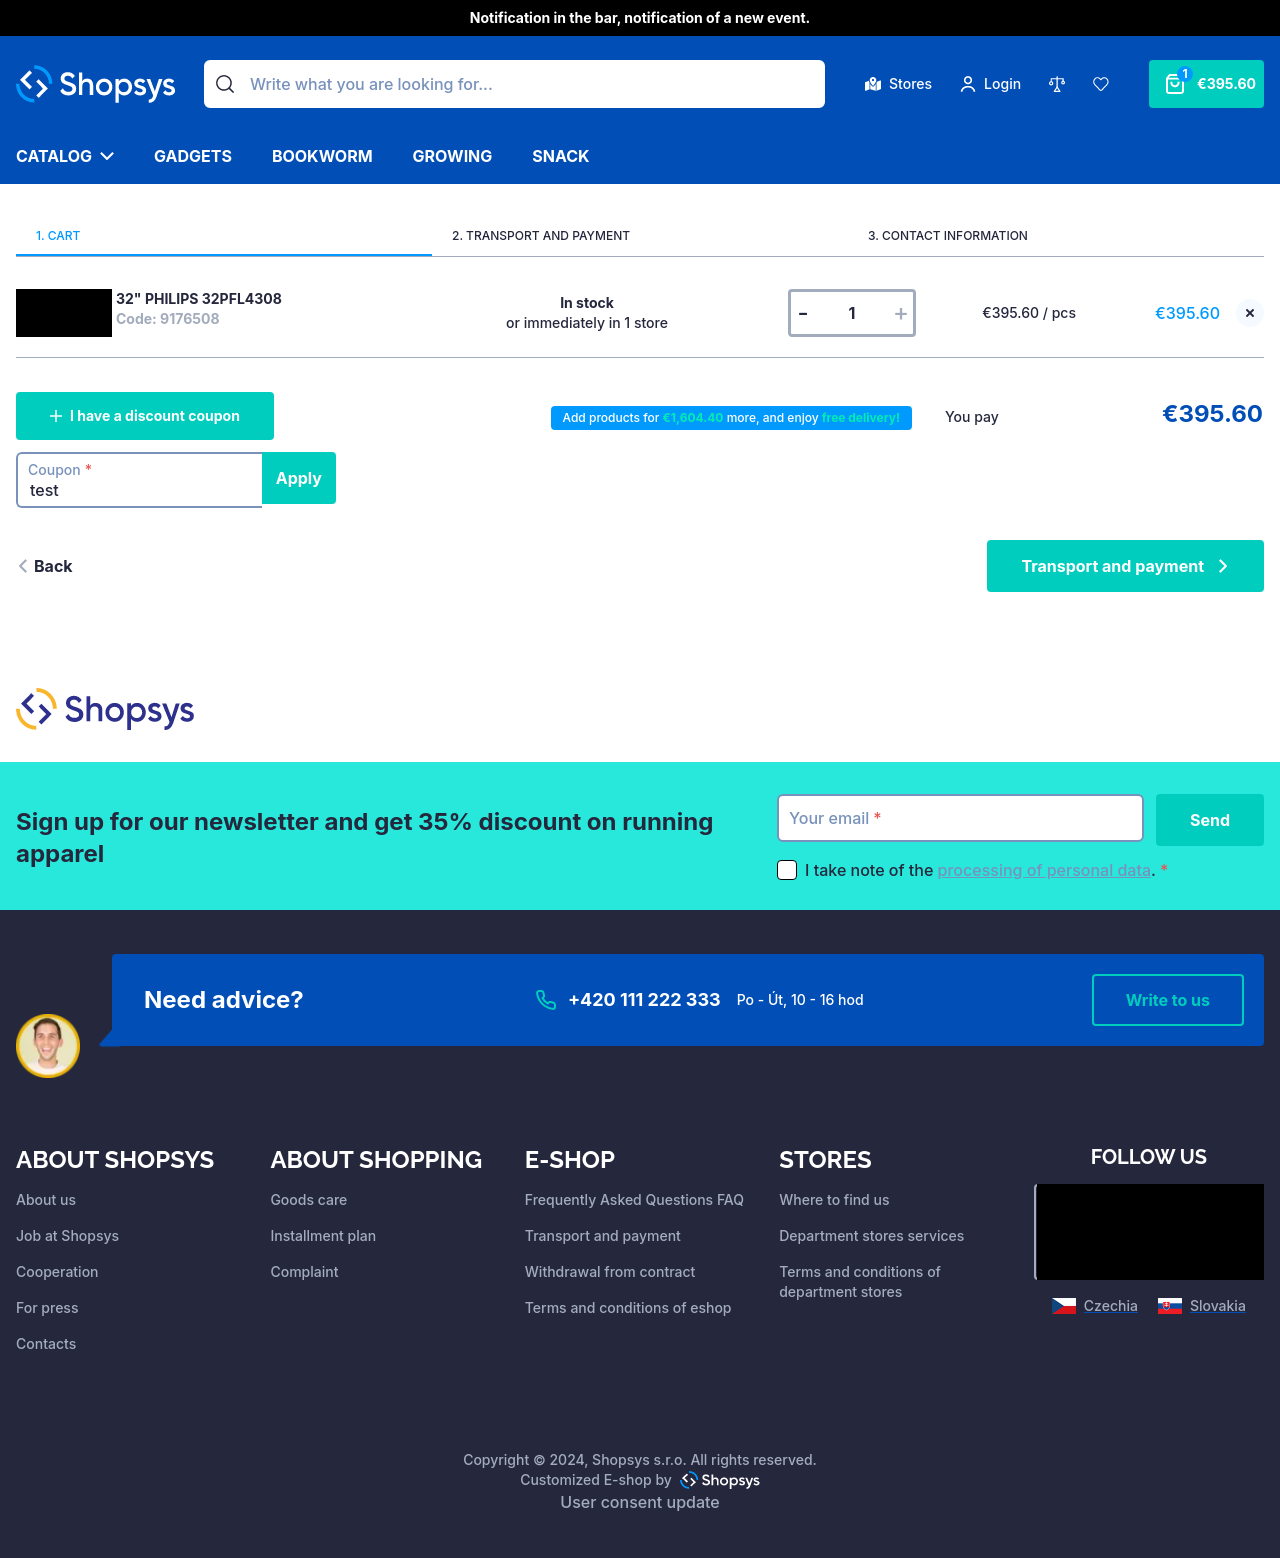 Notification in the bar, notification of a new event.
Shopsys
Write what you are looking for...
Stores
Login
1
€395.60
CATALOG
GADGETS
BOOKWORM
GROWING
SNACK
1. CART
2. TRANSPORT AND PAYMENT
3. CONTACT INFORMATION
32" PHILIPS 32PFL4308
Code: 9176508
In stock
or immediately in 1 store
- 1 +
€395.60 / pcs
€395.60
I have a discount coupon
Add products for €1,604.40 more, and enjoy free delivery!
You pay
€395.60
Coupon *
test
Apply
Back
Transport and payment
Shopsys
Sign up for our newsletter and get 35% discount on running
apparel
Your email *
Send
I take note of the processing of personal data. *
Need advice?
+420 111 222 333
Po - Út, 10 - 16 hod
Write to us
ABOUT SHOPSYS
About us
Job at Shopsys
Cooperation
For press
Contacts
ABOUT SHOPPING
Goods care
Installment plan
Complaint
E-SHOP
Frequently Asked Questions FAQ
Transport and payment
Withdrawal from contract
Terms and conditions of eshop
STORES
Where to find us
Department stores services
Terms and conditions of
department stores
FOLLOW US
Czechia
Slovakia
Copyright © 2024, Shopsys s.r.o. All rights reserved.
Customized E-shop by Shopsys
User consent update